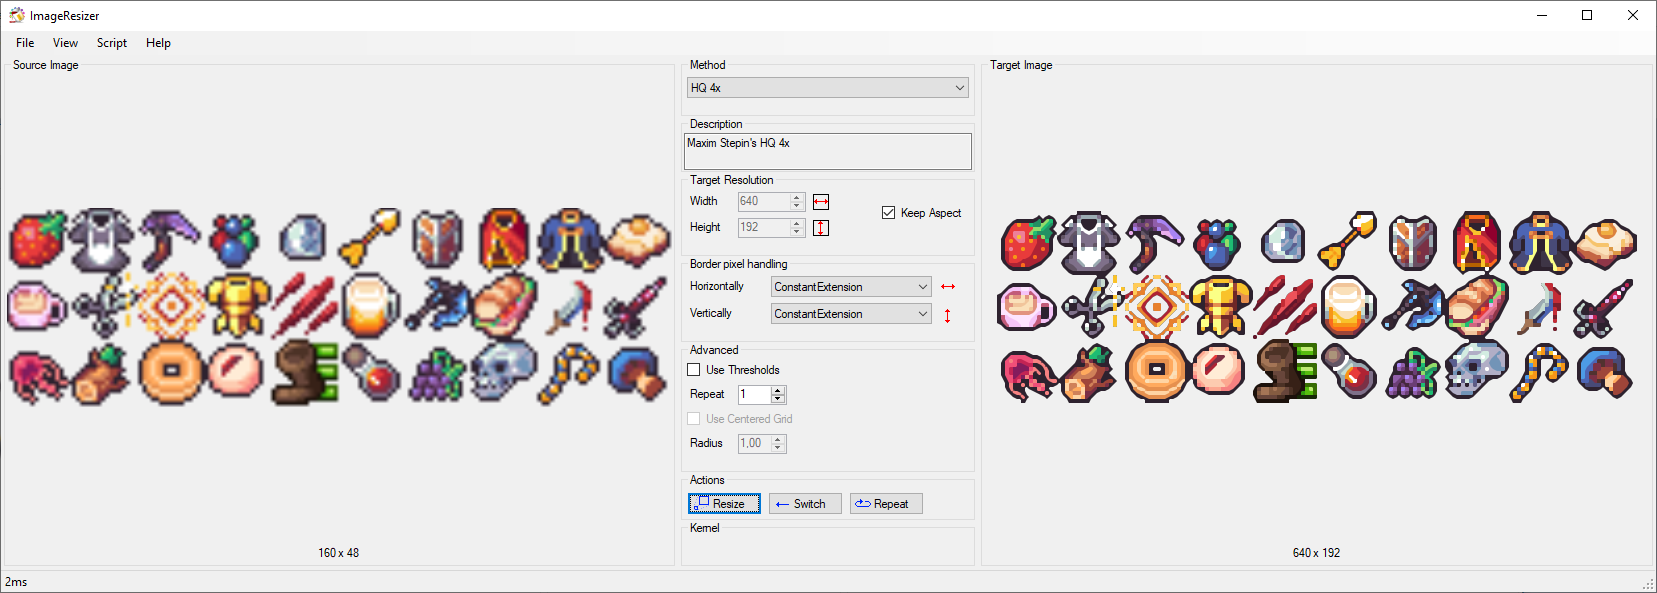 ImageResizer
File View Script Help
Source Image
160 x 48
Method
HQ 4x
Description
Maxim Stepin's HQ 4x
Target Resolution
Width 640
Keep Aspect
Height 192
Border pixel handling
Horizontally ConstantExtension
Vertically ConstantExtension
Advanced
Use Thresholds
Repeat 1
Use Centered Grid
Radius 1,00
Actions
Resize Switch Repeat
Kernel
Target Image
640 x 192
2ms